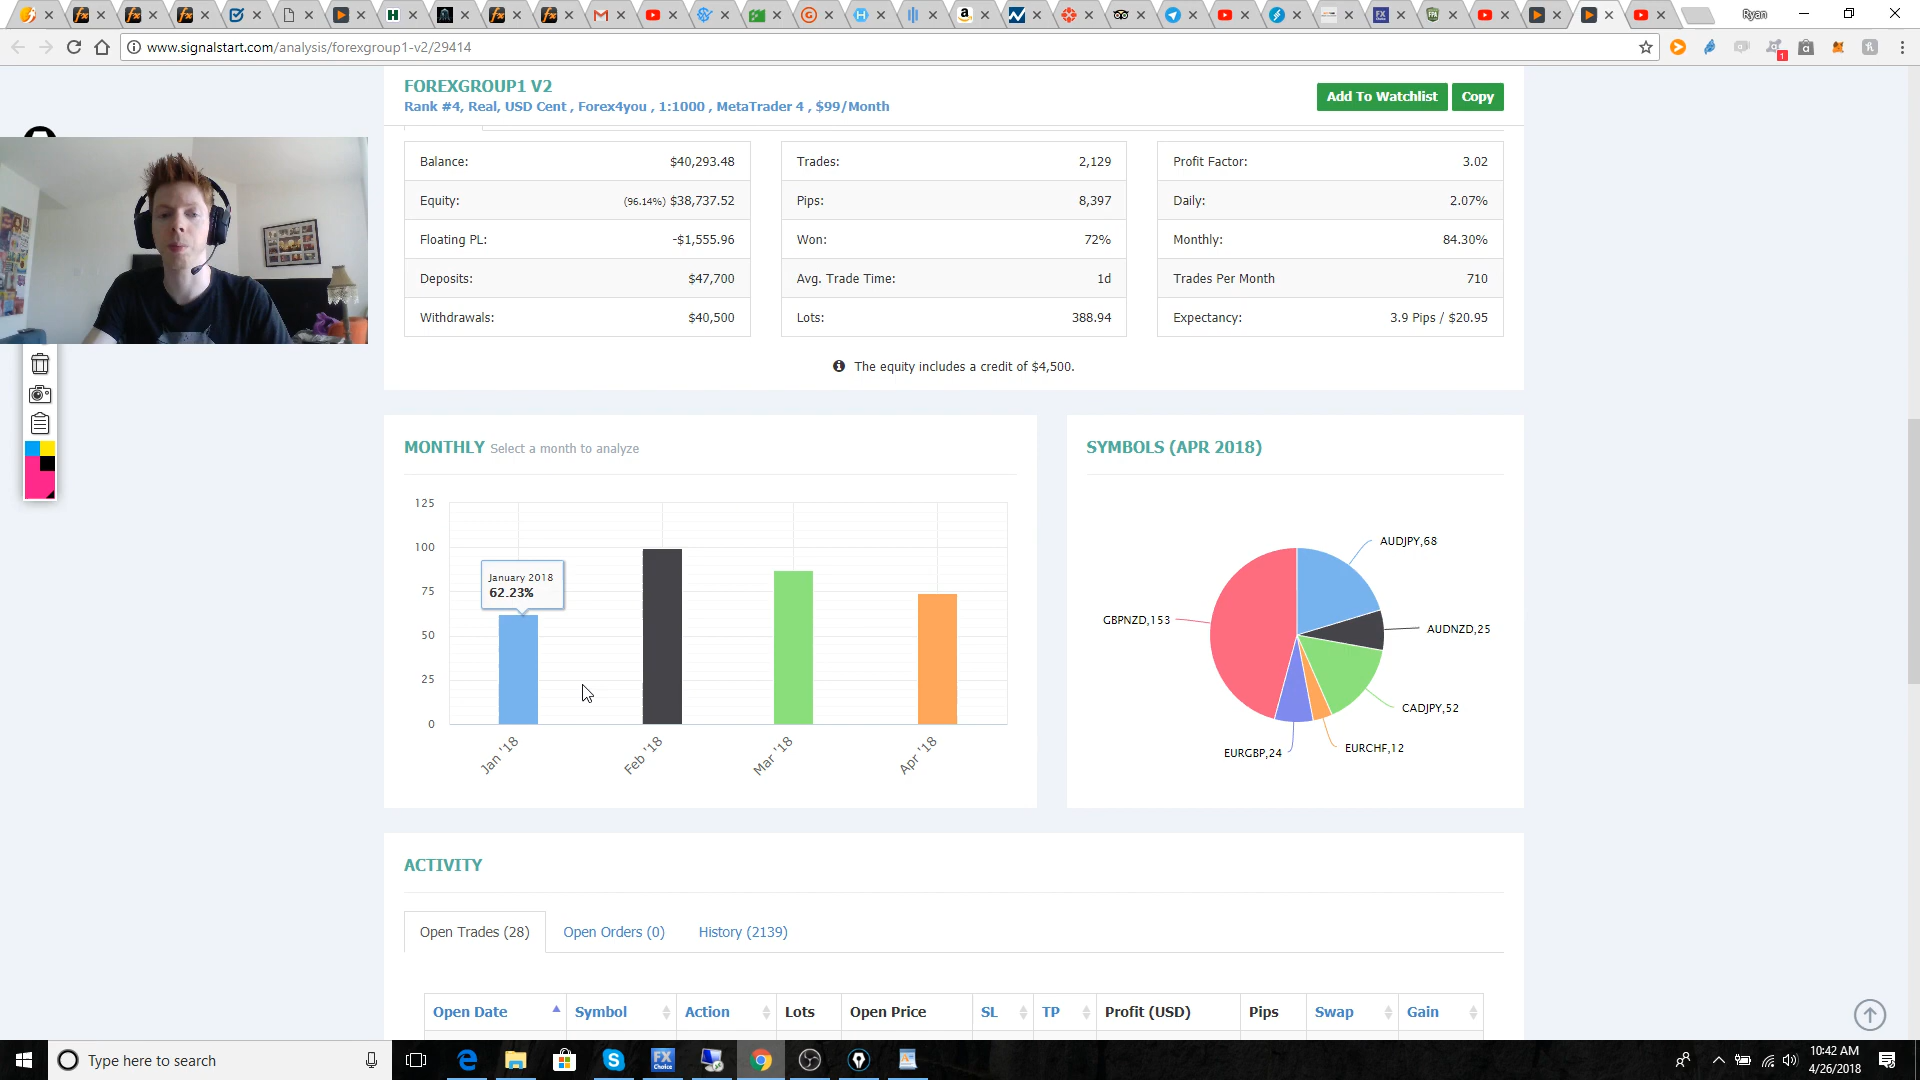 Ryan
www.signalstart.com/analysis/forexgroup1-v2/29414
FOREXGROUP1 V2
Rank #4, Real, USD Cent , Forex4you , 1:1000 , MetaTrader 4 , $99/Month
Add To Watchlist
Copy
Balance: $40,293.48
Equity: (96.14%) $38,737.52
Floating PL: -$1,555.96
Deposits: $47,700
Withdrawals: $40,500
Trades: 2,129
Pips: 8,397
Won: 72%
Avg. Trade Time: 1d
Lots: 388.94
Profit Factor: 3.02
Daily: 2.07%
Monthly: 84.30%
Trades Per Month 710
Expectancy: 3.9 Pips / $20.95
The equity includes a credit of $4,500.
MONTHLY Select a month to analyze
125
100
75
50
25
0
January 2018
62.23%
Jan '18
Feb '18
Mar '18
Apr '18
SYMBOLS (APR 2018)
AUDJPY,68
AUDNZD,25
CADJPY,52
EURCHF,12
EURGBP,24
GBPNZD,153
ACTIVITY
Open Trades (28)
Open Orders (0)
History (2139)
Open Date Symbol Action Lots Open Price SL TP Profit (USD) Pips Swap Gain
Type here to search
FX
Choice
10:42 AM
4/26/2018